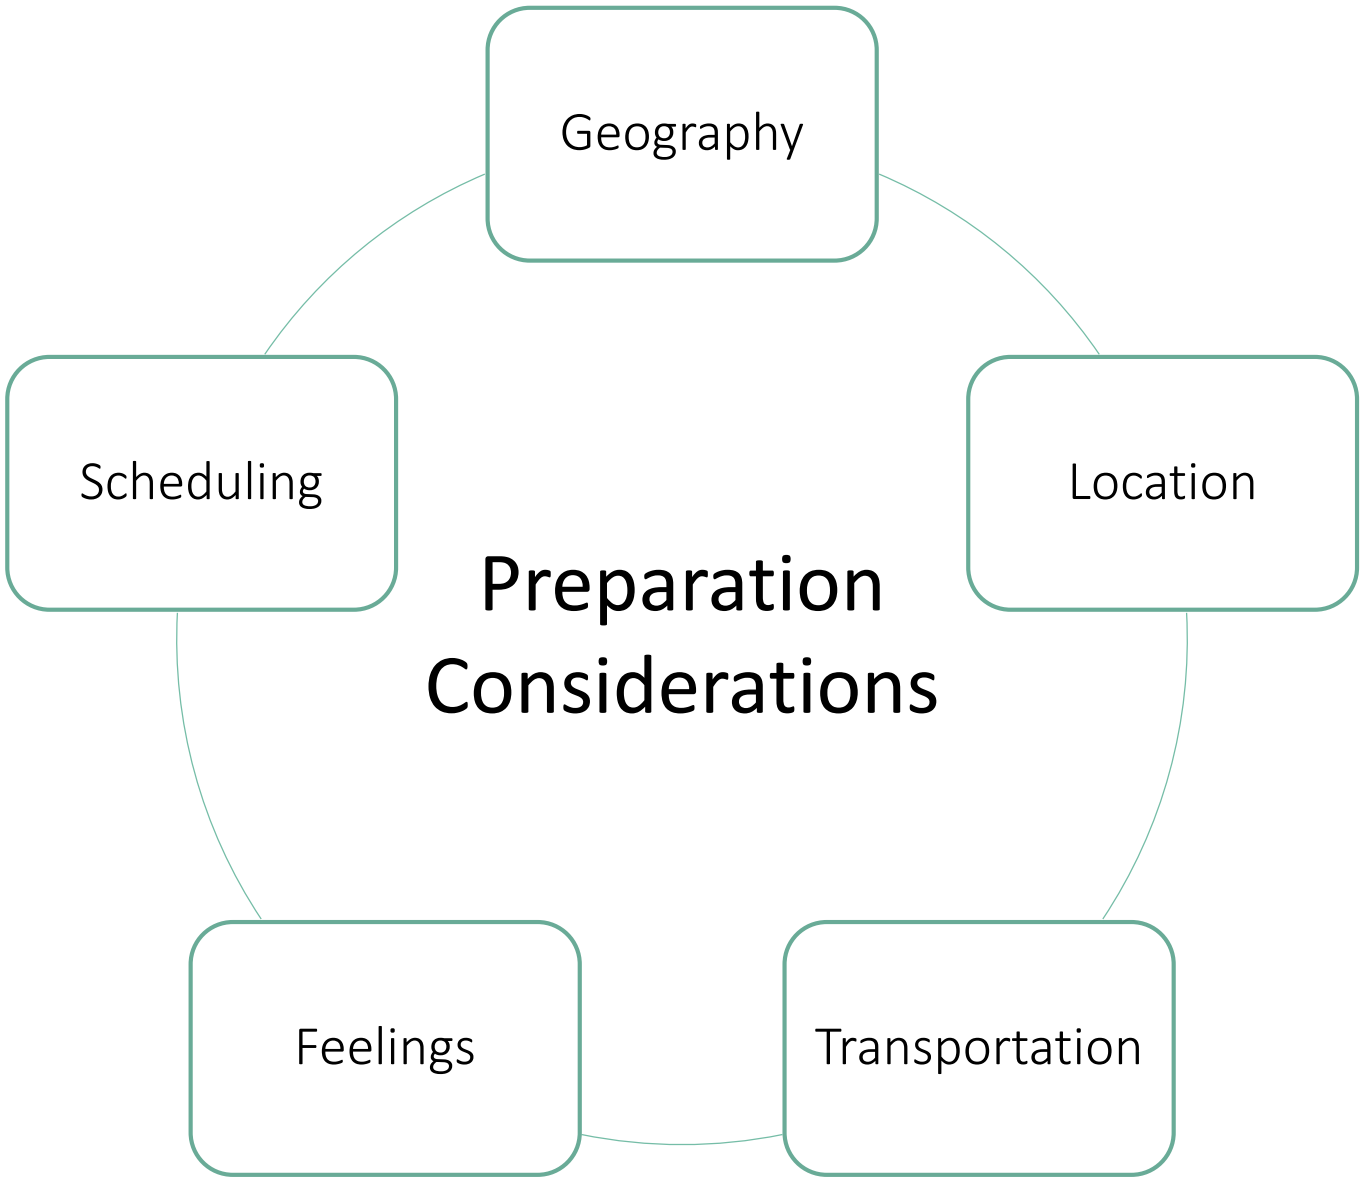 Geography
Scheduling
Location
Preparation
Considerations
Feelings
Transportation